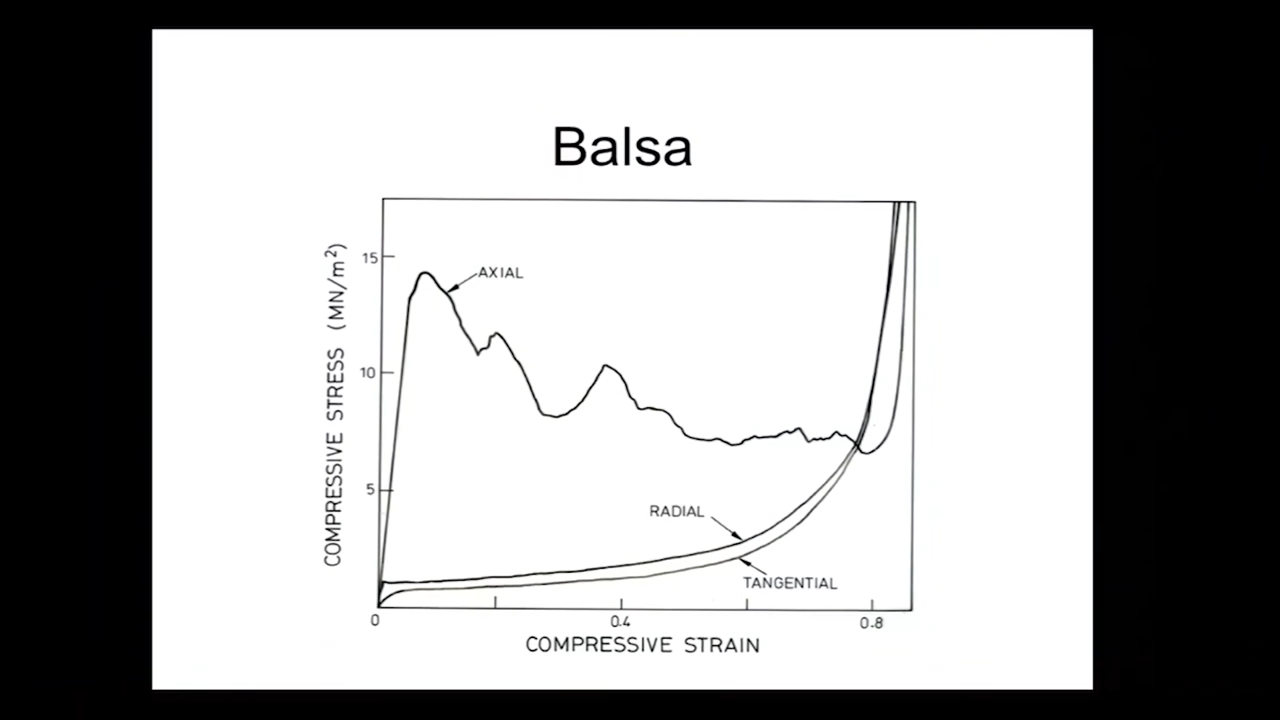 Balsa
COMPRESSIVE STRESS (MN/m²)
15
10
5
AXIAL
RADIAL
TANGENTIAL
0
0.4
0.8
COMPRESSIVE STRAIN